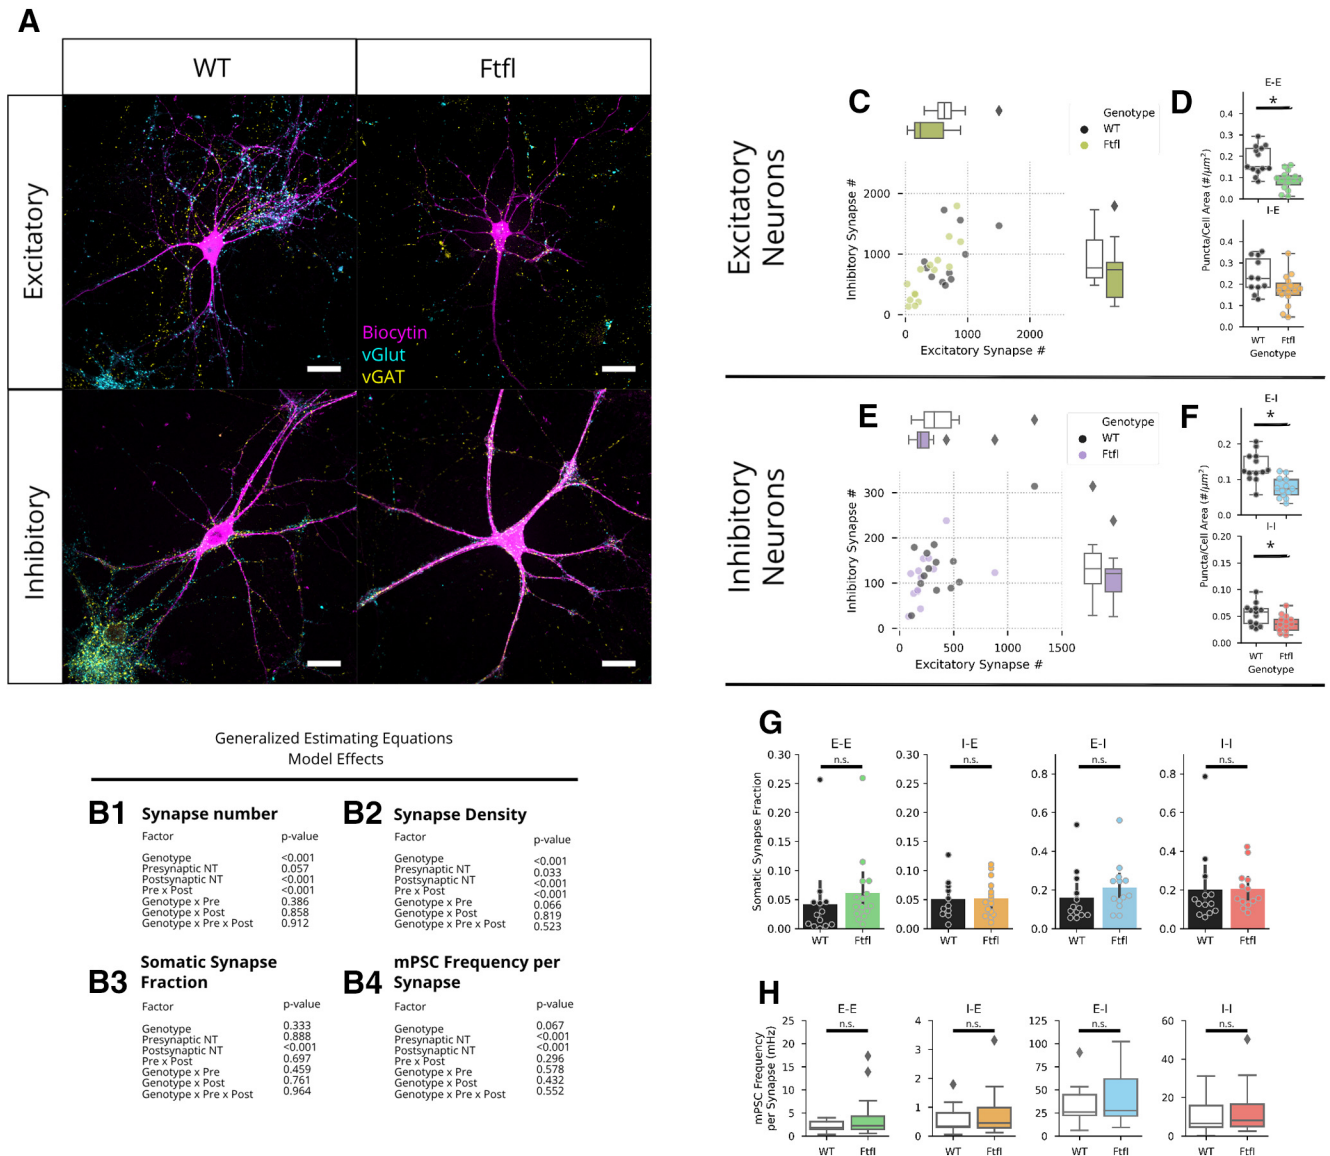 A
WT
Ftfl
Excitatory
Inhibitory
Biocytin
vGlut
vGAT
Generalized Estimating Equations
Model Effects
B1 Synapse number
Factor p-value
Genotype <0.001
Presynaptic NT 0.057
Postsynaptic NT <0.001
Pre x Post <0.001
Genotype x Pre 0.386
Genotype x Post 0.858
Genotype x Pre x Post 0.912
B2 Synapse Density
Factor p-value
Genotype <0.001
Presynaptic NT 0.033
Postsynaptic NT <0.001
Pre x Post <0.001
Genotype x Pre 0.066
Genotype x Post 0.819
Genotype x Pre x Post 0.523
B3 Somatic Synapse
Fraction
Factor p-value
Genotype 0.333
Presynaptic NT 0.888
Postsynaptic NT <0.001
Pre x Post 0.697
Genotype x Pre 0.459
Genotype x Post 0.761
Genotype x Pre x Post 0.964
B4 mPSC Frequency per
Synapse
Factor p-value
Genotype 0.067
Presynaptic NT <0.001
Postsynaptic NT <0.001
Pre x Post 0.296
Genotype x Pre 0.578
Genotype x Post 0.432
Genotype x Pre x Post 0.552
Excitatory
Neurons
C
Genotype
WT
Ftfl
Inhibitory Synapse #
2000
1000
0
0 1000 2000
Excitatory Synapse #
D
E-E
*
0.4
0.3
0.2
0.1
0.0
Puncta/Cell Area (#/μm²)
I-E
0.4
0.3
0.2
0.1
0.0
WT Ftfl
Genotype
Inhibitory
Neurons
E
Genotype
WT
Ftfl
Inhibitory Synapse #
300
200
100
0
0 500 1000 1500
Excitatory Synapse #
F
E-I
*
0.2
0.1
0.0
Puncta/Cell Area (#/μm²)
I-I
0.20
*
0.15
0.10
0.05
0.00
WT Ftfl
Genotype
G
Somatic Synapse Fraction
E-E
n.s.
0.30
0.25
0.20
0.15
0.10
0.05
0.00
WT Ftfl
I-E
n.s.
0.30
0.25
0.20
0.15
0.10
0.05
0.00
WT Ftfl
E-I
n.s.
0.8
0.6
0.4
0.2
0.0
WT Ftfl
I-I
n.s.
0.8
0.6
0.4
0.2
0.0
WT Ftfl
H
mPSC Frequency
per Synapse (mHz)
E-E
n.s.
25
20
15
10
5
0
WT Ftfl
I-E
n.s.
4
3
2
1
0
WT Ftfl
E-I
n.s.
125
100
75
50
25
0
WT Ftfl
I-I
n.s.
60
40
20
0
WT Ftfl